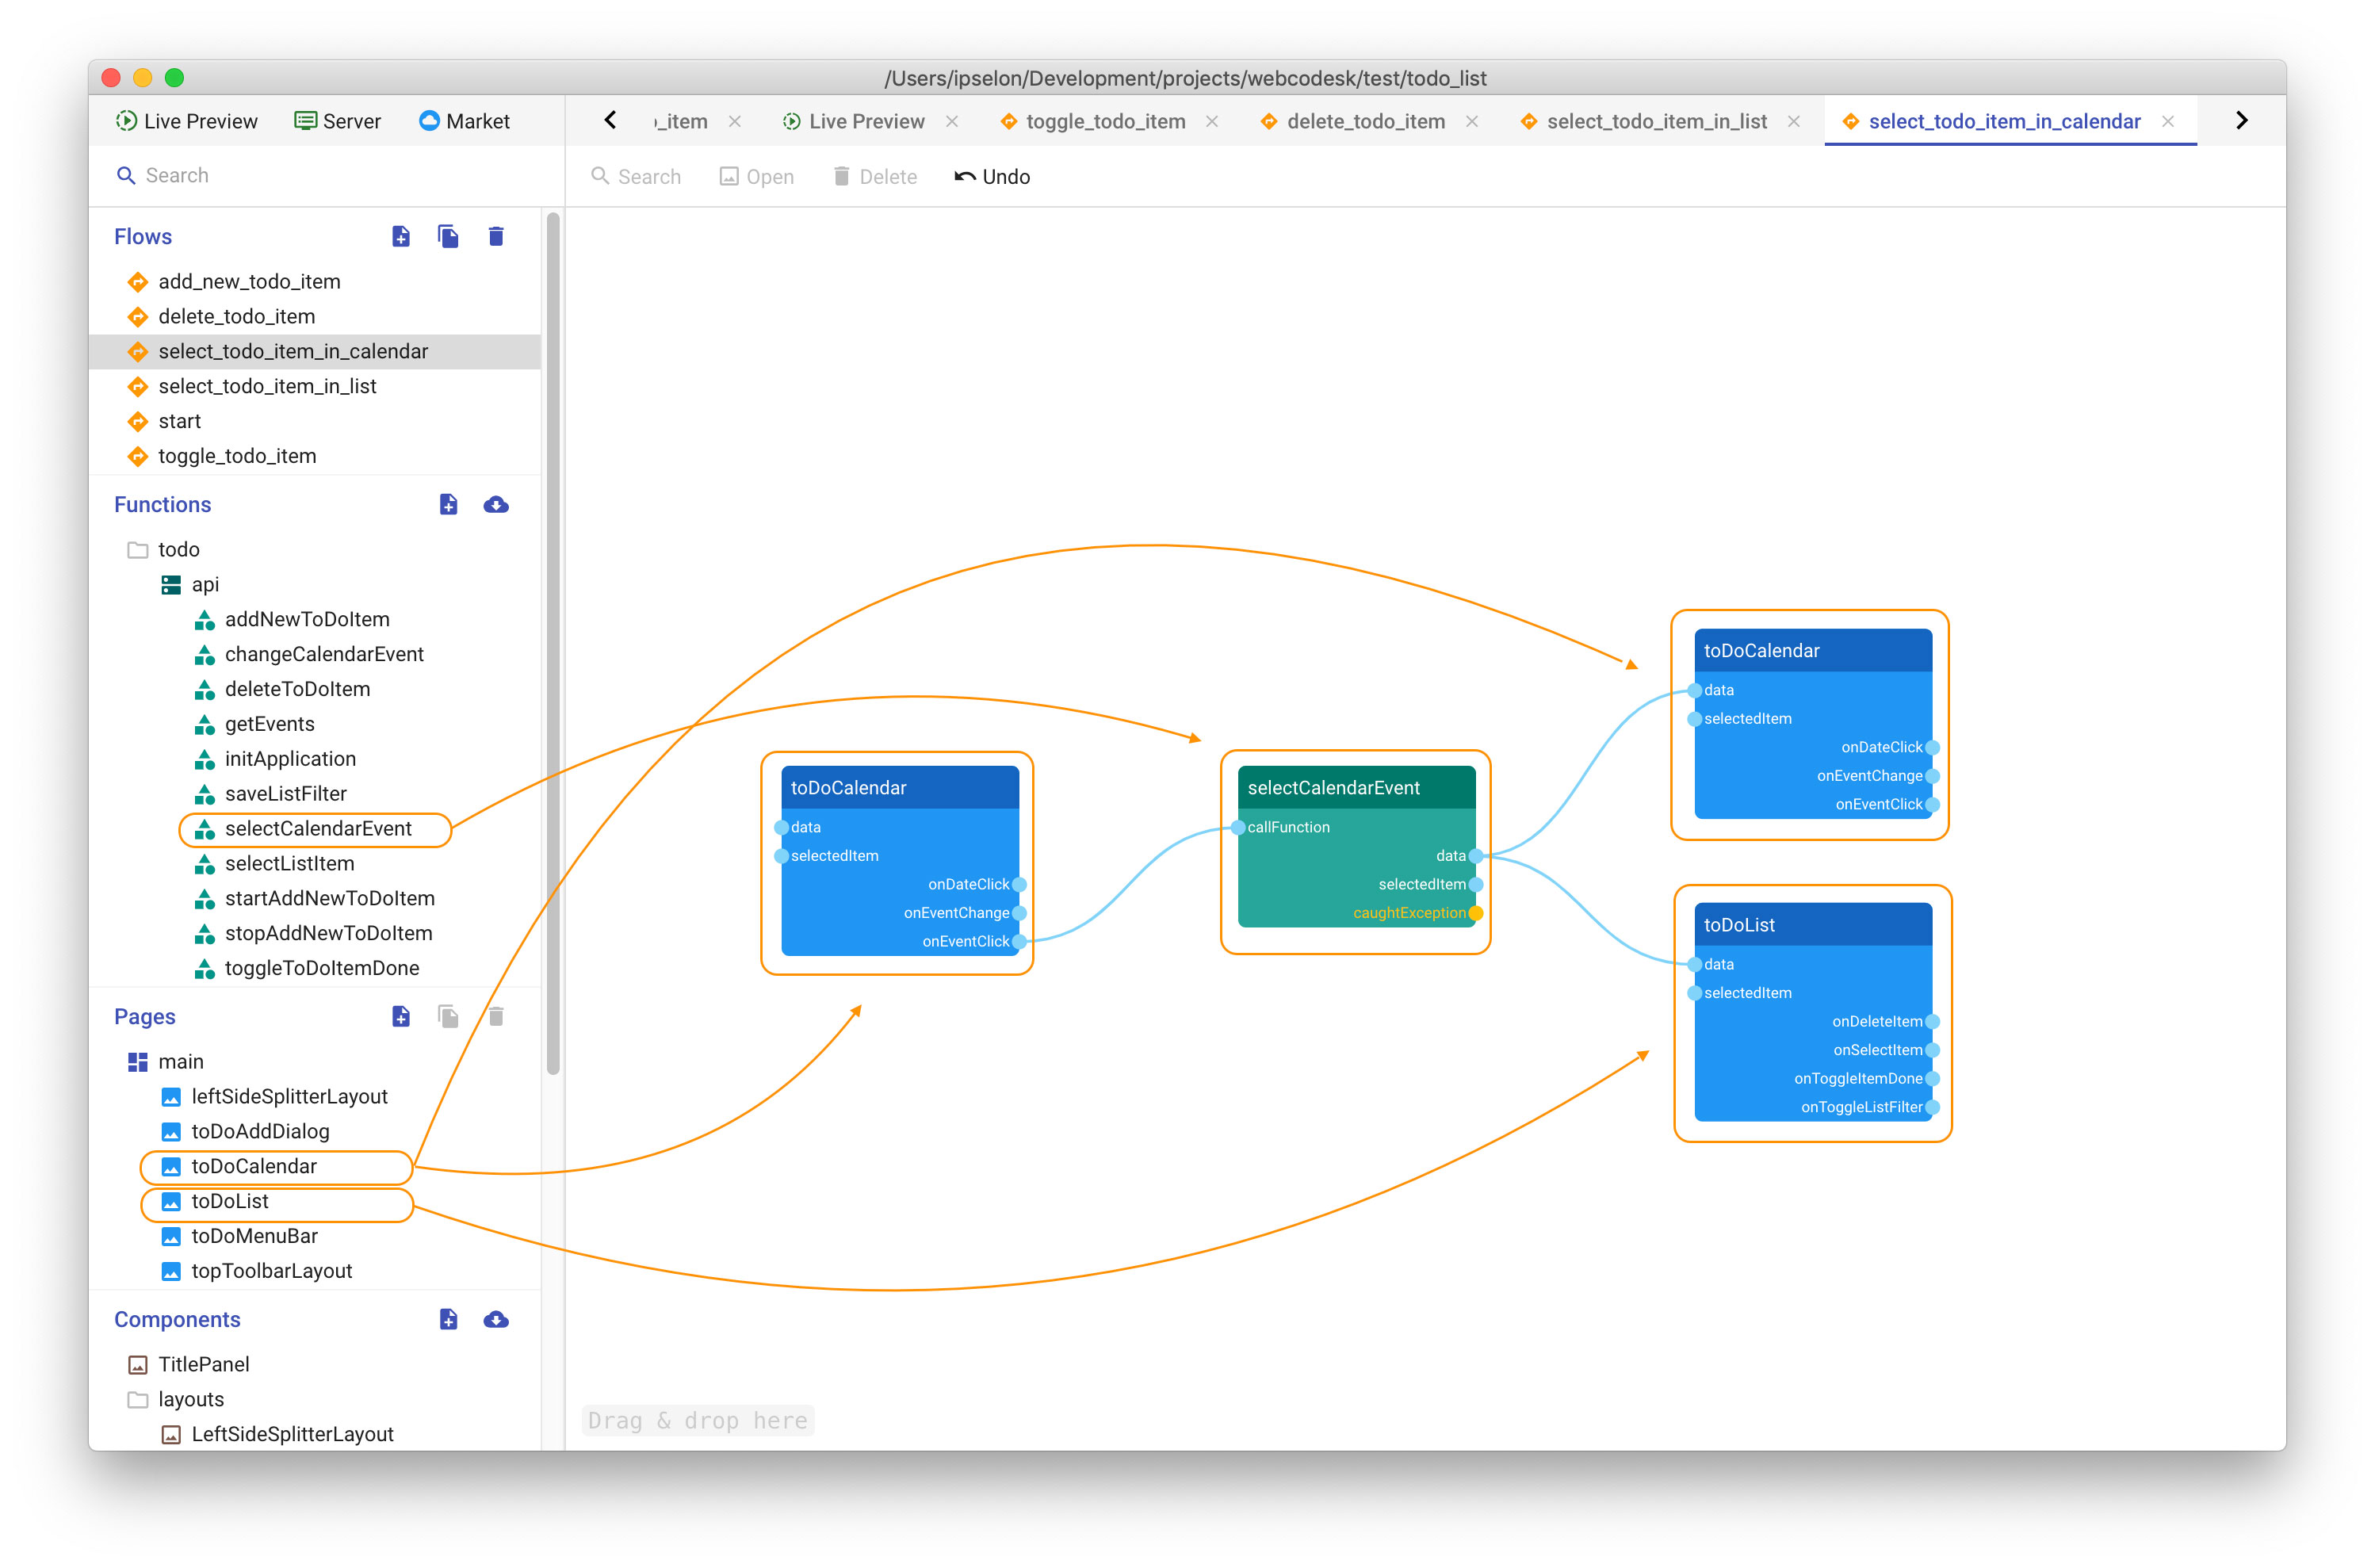 /Users/ipselon/Development/projects/webcodesk/test/todo_list
Live Preview Server Market
_item Live Preview toggle_todo_item delete_todo_item select_todo_item_in_list select_todo_item_in_calendar
Search
Search Open Delete Undo
Flows
add_new_todo_item
delete_todo_item
select_todo_item_in_calendar
select_todo_item_in_list
start
toggle_todo_item
Functions
todo
api
addNewToDoItem
changeCalendarEvent
deleteToDoItem
getEvents
initApplication
saveListFilter
selectCalendarEvent
selectListItem
startAddNewToDoItem
stopAddNewToDoItem
toggleToDoItemDone
Pages
main
leftSideSplitterLayout
toDoAddDialog
toDoCalendar
toDoList
toDoMenuBar
topToolbarLayout
Components
TitlePanel
layouts
LeftSideSplitterLayout
toDoCalendar
data
selectedItem
onDateClick
onEventChange
onEventClick
selectCalendarEvent
callFunction
data
selectedItem
caughtException
toDoCalendar
data
selectedItem
onDateClick
onEventChange
onEventClick
toDoList
data
selectedItem
onDeleteItem
onSelectItem
onToggleItemDone
onToggleListFilter
Drag & drop here